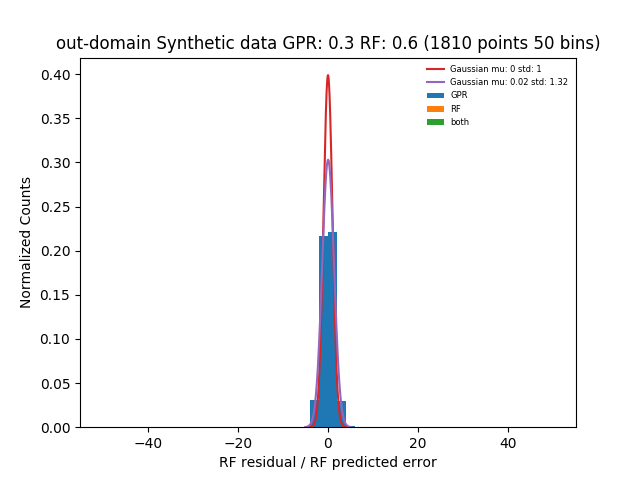 out-domain Synthetic data GPR: 0.3 RF: 0.6 (1810 points 50 bins)
Gaussian mu: 0 std: 1
Gaussian mu: 0.02 std: 1.32
GPR
RF
both
Normalized Counts
0.40
0.35
0.30
0.25
0.20
0.15
0.10
0.05
0.00
−40 −20 0 20 40
RF residual / RF predicted error